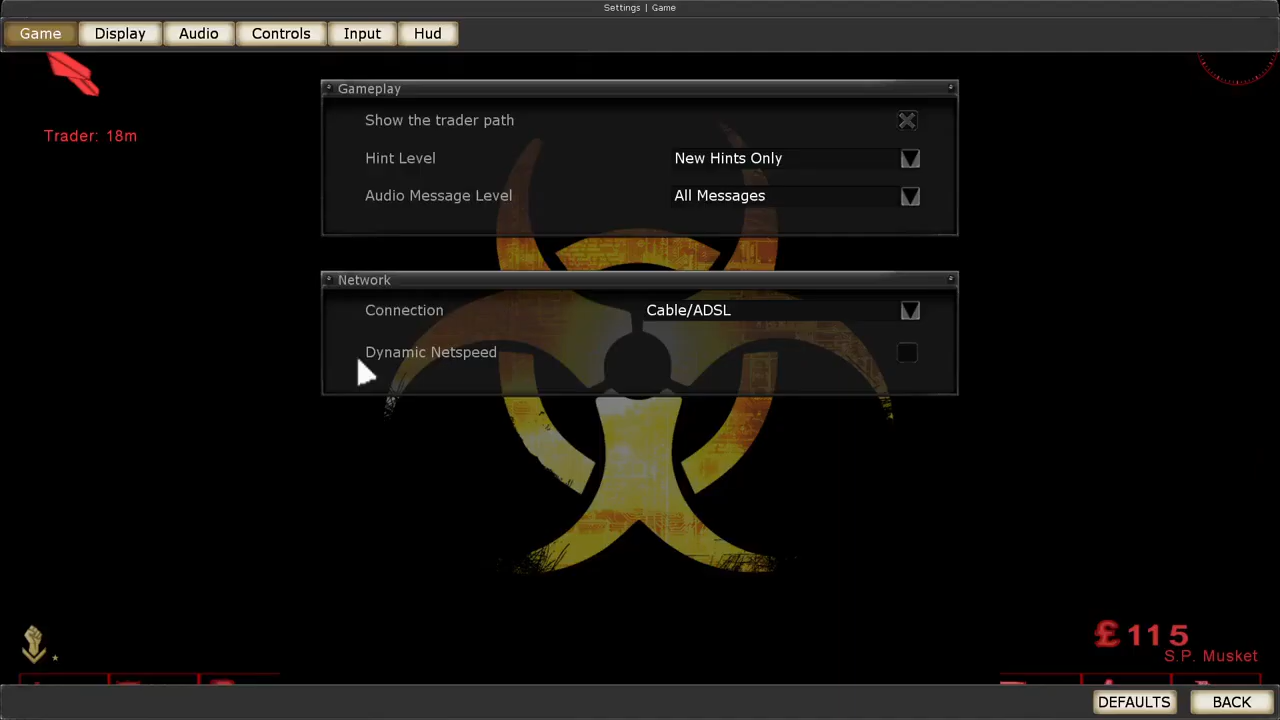 Settings | Game
Game
Display
Audio
Controls
Input
Hud
Trader: 18m
Gameplay
Show the trader path
Hint Level
New Hints Only
Audio Message Level
All Messages
Network
Connection
Cable/ADSL
Dynamic Netspeed
£ 115
S.P. Musket
DEFAULTS
BACK